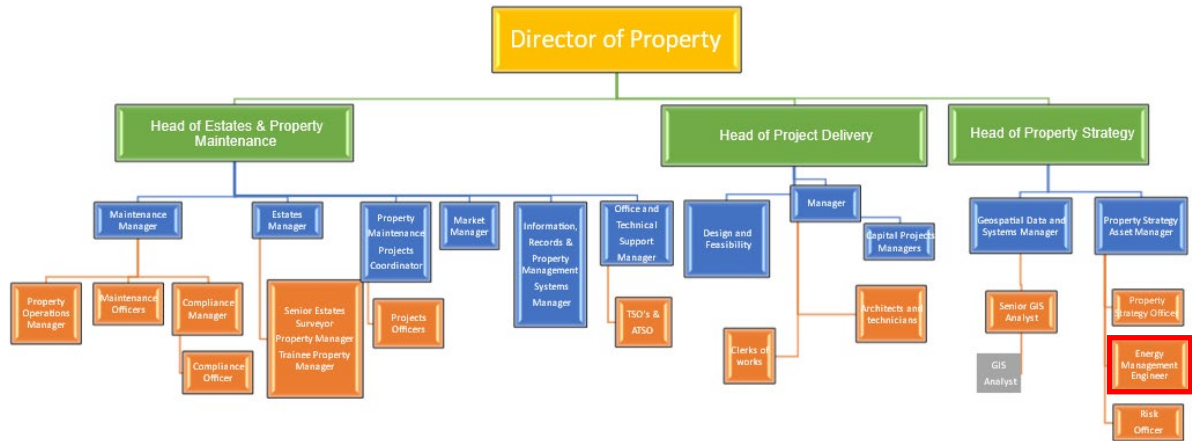 Director of Property
Head of Estates & Property
Maintenance
Head of Project Delivery
Head of Property Strategy
Maintenance
Manager
Estates
Manager
Property
Maintenance
Projects
Coordinator
Market
Manager
Information,
Records &
Property
Management
Systems
Manager
Office and
Technical
Support
Manager
Design and
Feasibility
Manager
Capital Projects
Managers
Geospatial Data and
Systems Manager
Property Strategy
Asset Manager
Property
Operations
Manager
Maintenance
Officers
Compliance
Manager
Compliance
Officer
Senior Estates
Surveyor
Property Manager
Trainee Property
Manager
Projects
Officers
TSO's &
ATSO
Clerks of
works
Architects and
technicians
Senior GIS
Analyst
GIS
Analyst
Property
Strategy Officer
Energy
Management
Engineer
Risk
Officer